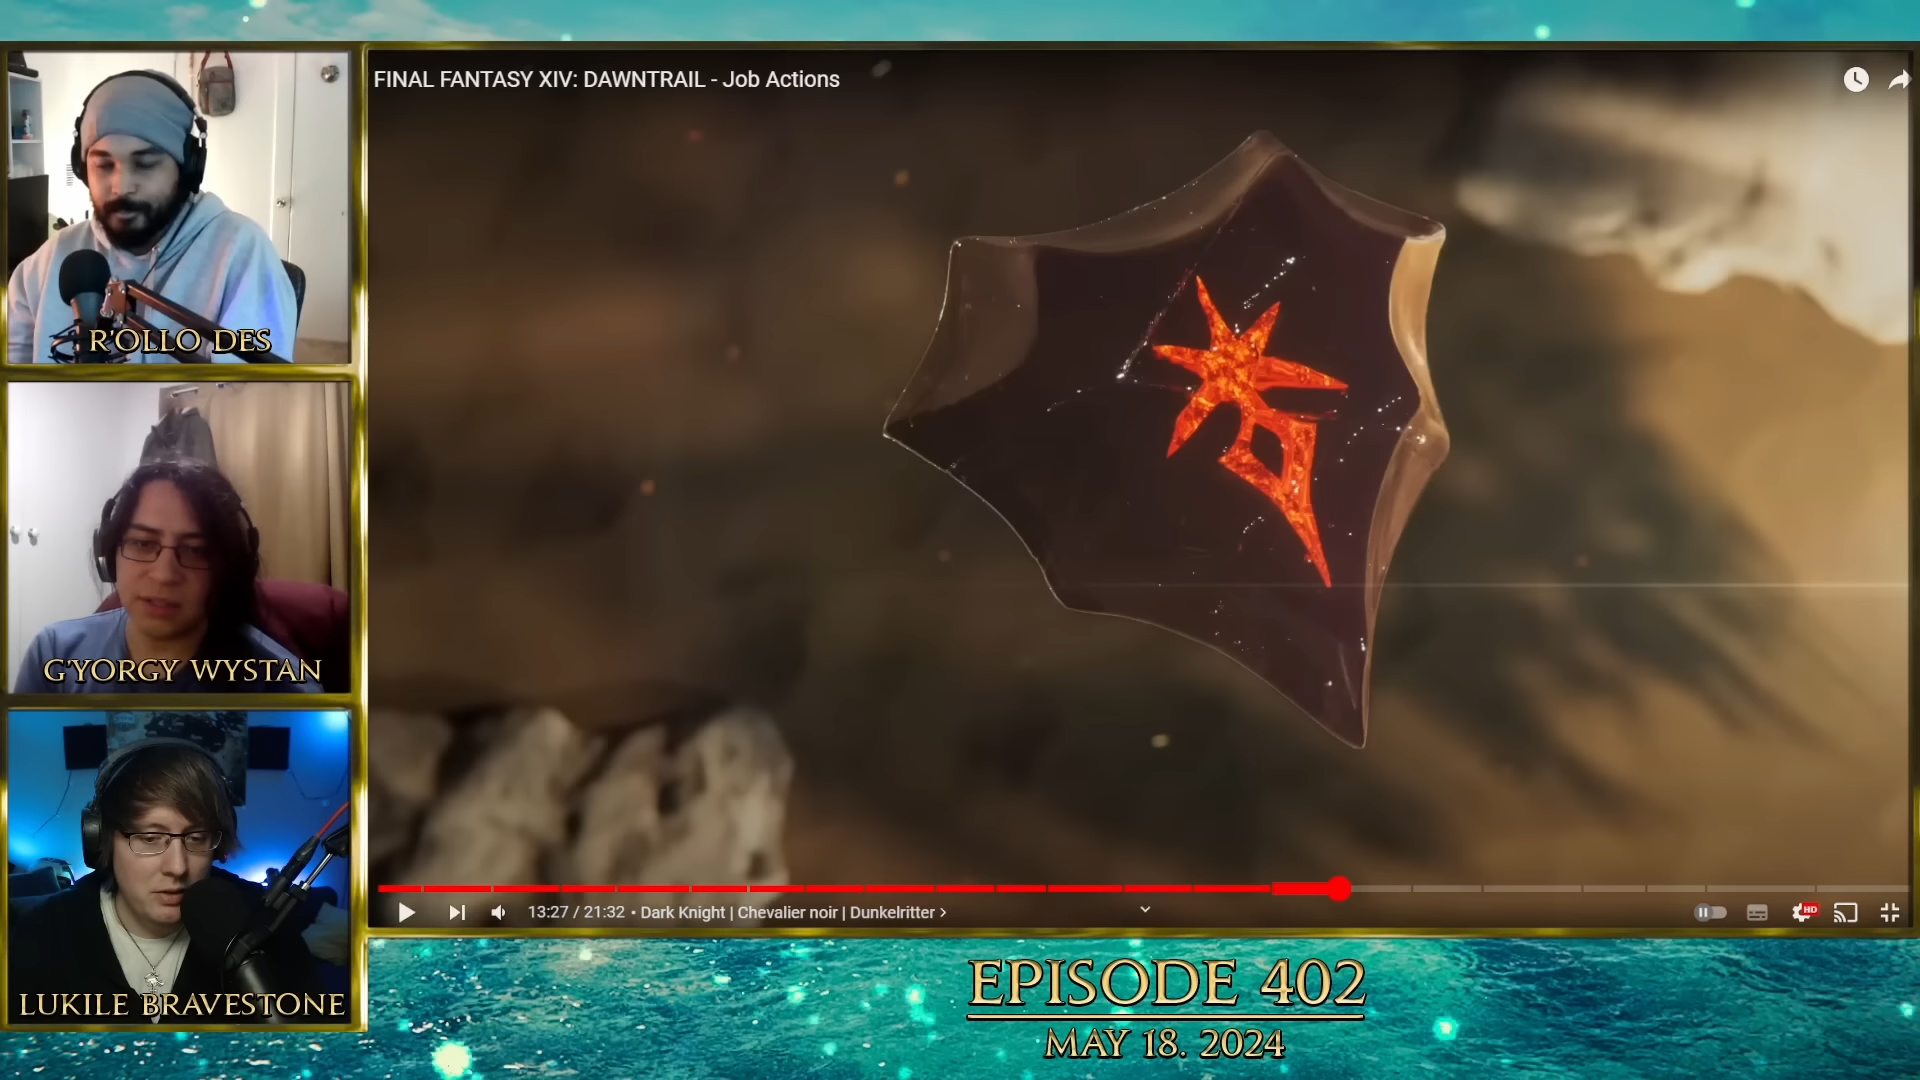 FINAL FANTASY XIV: DAWNTRAIL - Job Actions
R'OLLO DES
G'YORGY WYSTAN
LUKILE BRAVESTONE
13:27 / 21:32 • Dark Knight | Chevalier noir | Dunkelritter >
HD
EPISODE 402
MAY 18. 2024